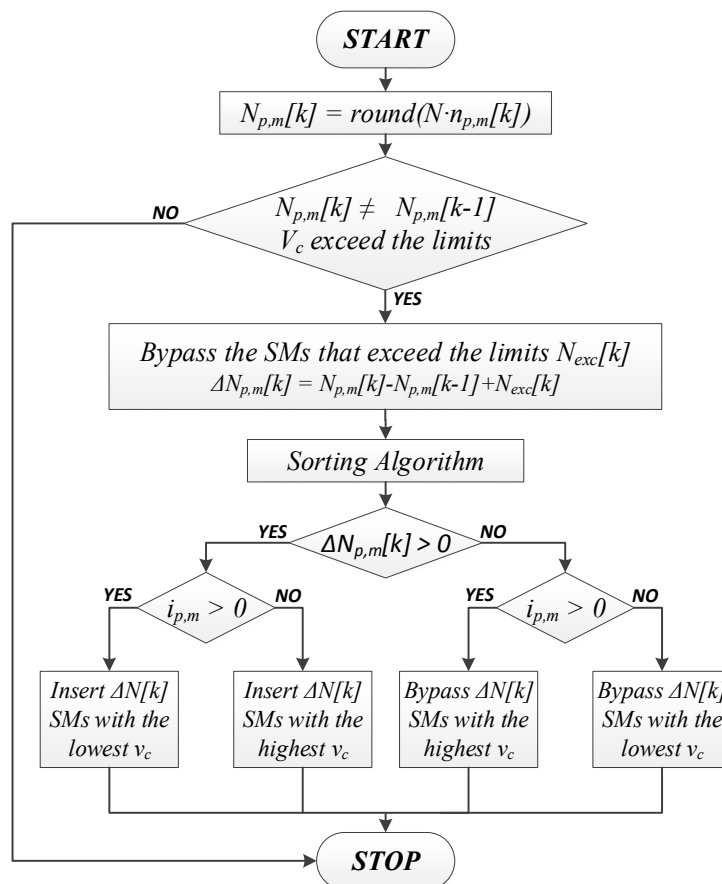 START
N_{p,m}[k] = round(N·n_{p,m}[k])
NO
N_{p,m}[k] ≠ N_{p,m}[k-1]
V_c exceed the limits
YES
Bypass the SMs that exceed the limits N_{exc}[k]
ΔN_{p,m}[k] = N_{p,m}[k]-N_{p,m}[k-1]+N_{exc}[k]
Sorting Algorithm
YES
ΔN_{p,m}[k] > 0
NO
YES
i_{p,m} > 0
NO
YES
i_{p,m} > 0
NO
Insert ΔN[k]
SMs with the
lowest v_c
Insert ΔN[k]
SMs with the
highest v_c
Bypass ΔN[k]
SMs with the
highest v_c
Bypass ΔN[k]
SMs with the
lowest v_c
STOP